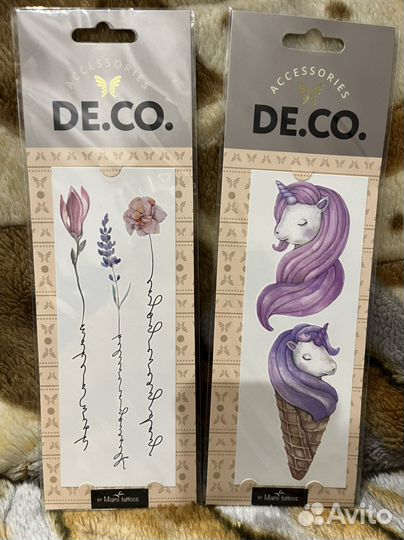 ACCESSORIES
DE.CO.
BY Miami tattoos
ACCESSORIES
DE.CO.
BY Miami tattoos
Avito